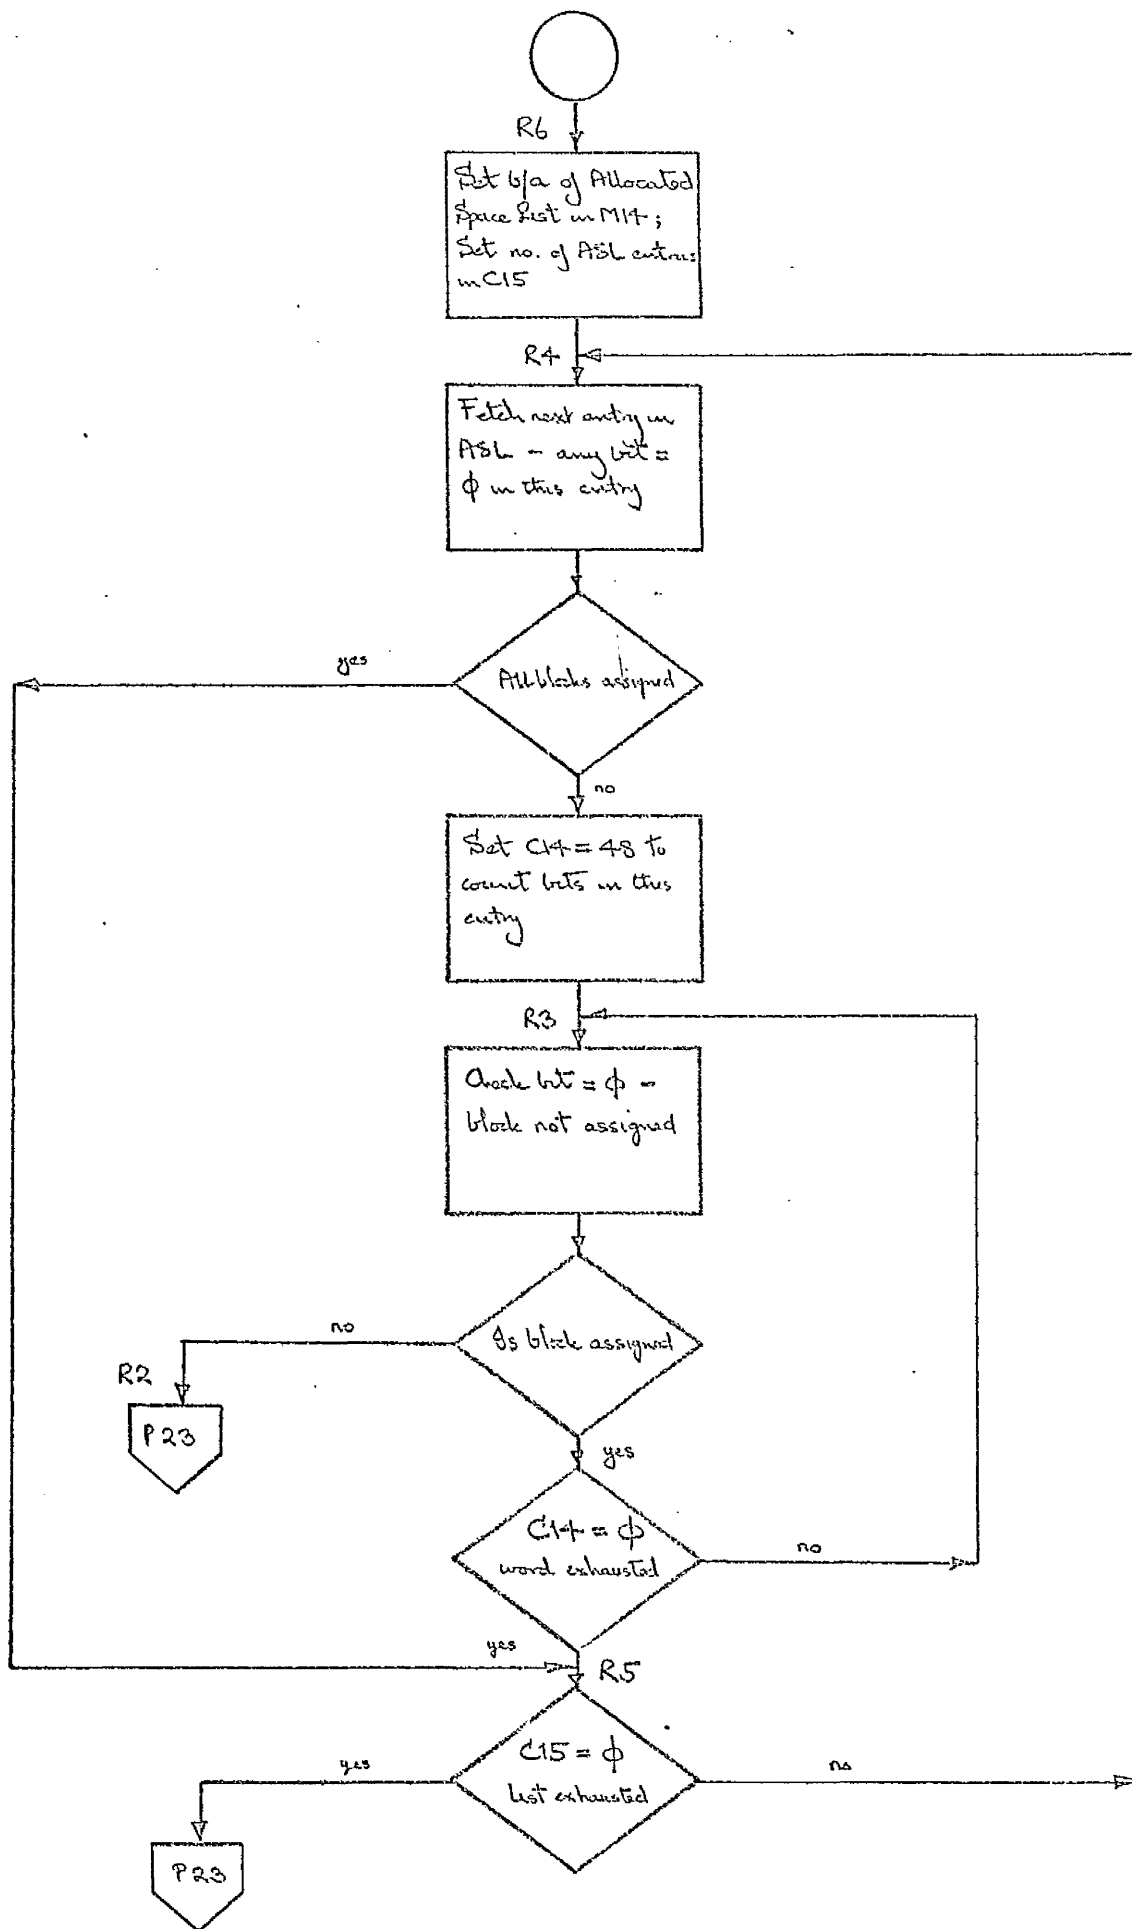 R6
Set b/a of Allocated
Space List in M14;
Set no. of ASL entries
in C15
R4
Fetch next entry in
ASL - any bit =
ϕ in this entry
yes
All blocks assigned
no
Set C14 = 48 to
count bits in this
entry
R3
Check bit = ϕ -
block not assigned
no
Is block assigned
R2
P23
yes
C14 = ϕ
word exhausted
no
yes
R5
C15 = ϕ
list exhausted
yes
no
P23